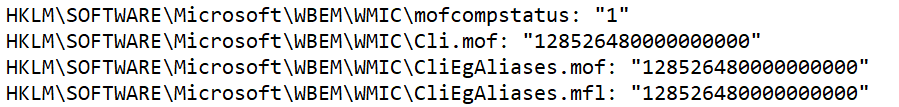 HKLM\SOFTWARE\Microsoft\WBEM\WMIC\mofcompstatus: "1"
HKLM\SOFTWARE\Microsoft\WBEM\WMIC\Cli.mof: "128526480000000000"
HKLM\SOFTWARE\Microsoft\WBEM\WMIC\CliEgAliases.mof: "128526480000000000"
HKLM\SOFTWARE\Microsoft\WBEM\WMIC\CliEgAliases.mfl: "128526480000000000"